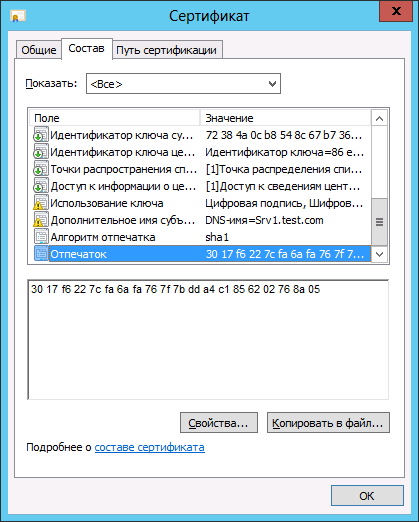 Сертификат
x
Общие Состав Путь сертификации
Показать: <Все>
Поле Значение
Идентификатор ключа су... 72 38 4a 0c b8 54 8c 67 b7 36...
Идентификатор ключа це... Идентификатор ключа=86 e...
Точки распространения сп... [1]Точка распределения спи...
Доступ к информации о це... [1]Доступ к сведениям цент...
Использование ключа Цифровая подпись, Шифров...
Дополнительное имя субъ... DNS-имя=Srv1.test.com
Алгоритм отпечатка sha1
Отпечаток 30 17 f6 22 7c fa 6a fa 76 7f 7...
30 17 f6 22 7c fa 6a fa 76 7f 7b dd a4 c1 85 62 02 76 8a 05
Свойства... Копировать в файл...
Подробнее о составе сертификата
OK